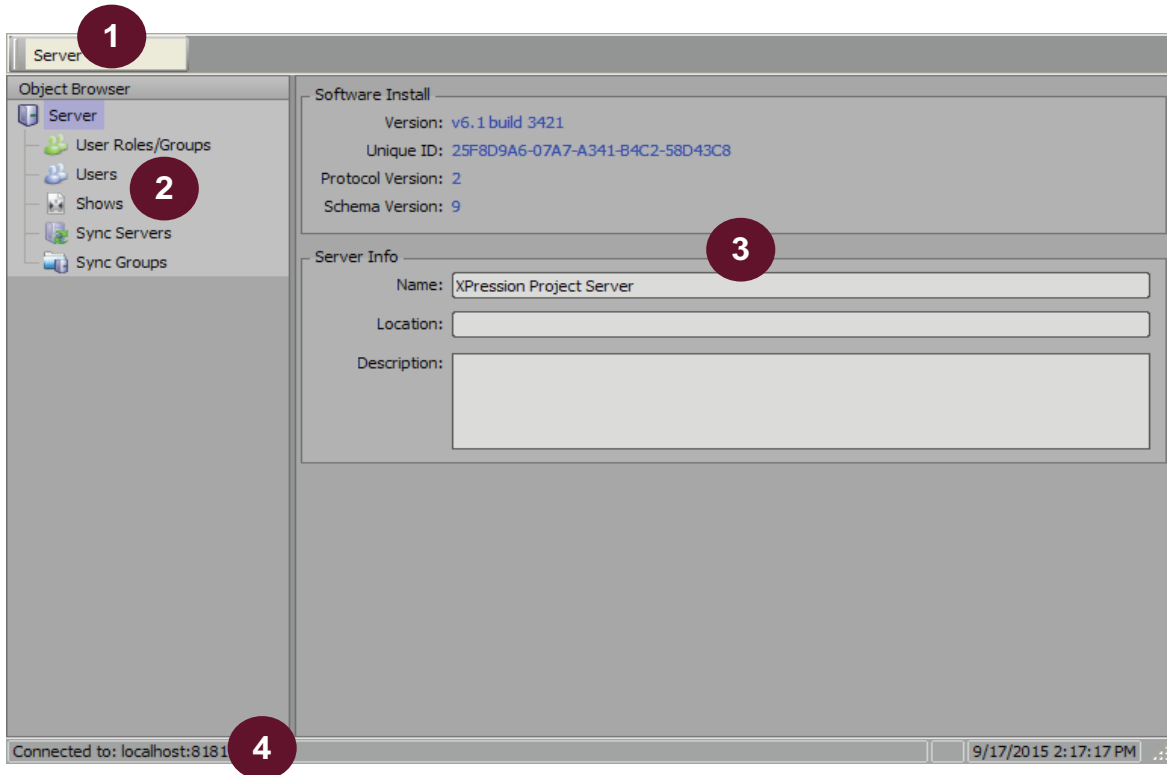 1
Server
Object Browser
Server
User Roles/Groups
Users
2
Shows
Sync Servers
Sync Groups
Software Install
Version: v6.1 build 3421
Unique ID: 25F8D9A6-07A7-A341-B4C2-58D43C8
Protocol Version: 2
Schema Version: 9
3
Server Info
Name: XPression Project Server
Location:
Description:
Connected to: localhost:8181
4
9/17/2015 2:17:17 PM